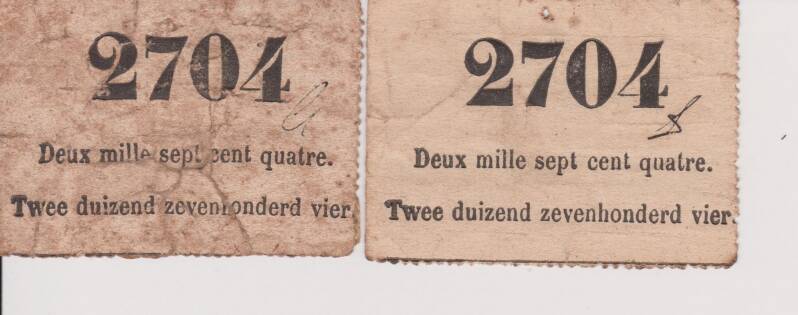 2704
Deux mille sept cent quatre.
Twee duizend zevenhonderd vier.
2704
Deux mille sept cent quatre.
Twee duizend zevenhonderd vier.